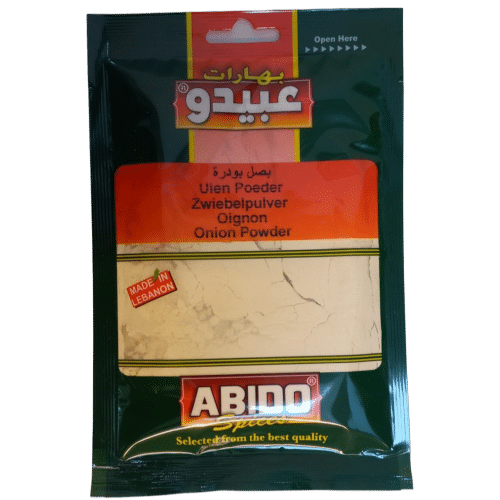 Open Here
بهارات
عبيدو®
بصل بودرة
Uien Poeder
Zwiebelpulver
Oignon
Onion Powder
MADE IN
LEBANON
ABIDO®
Spices
Selected from the best quality